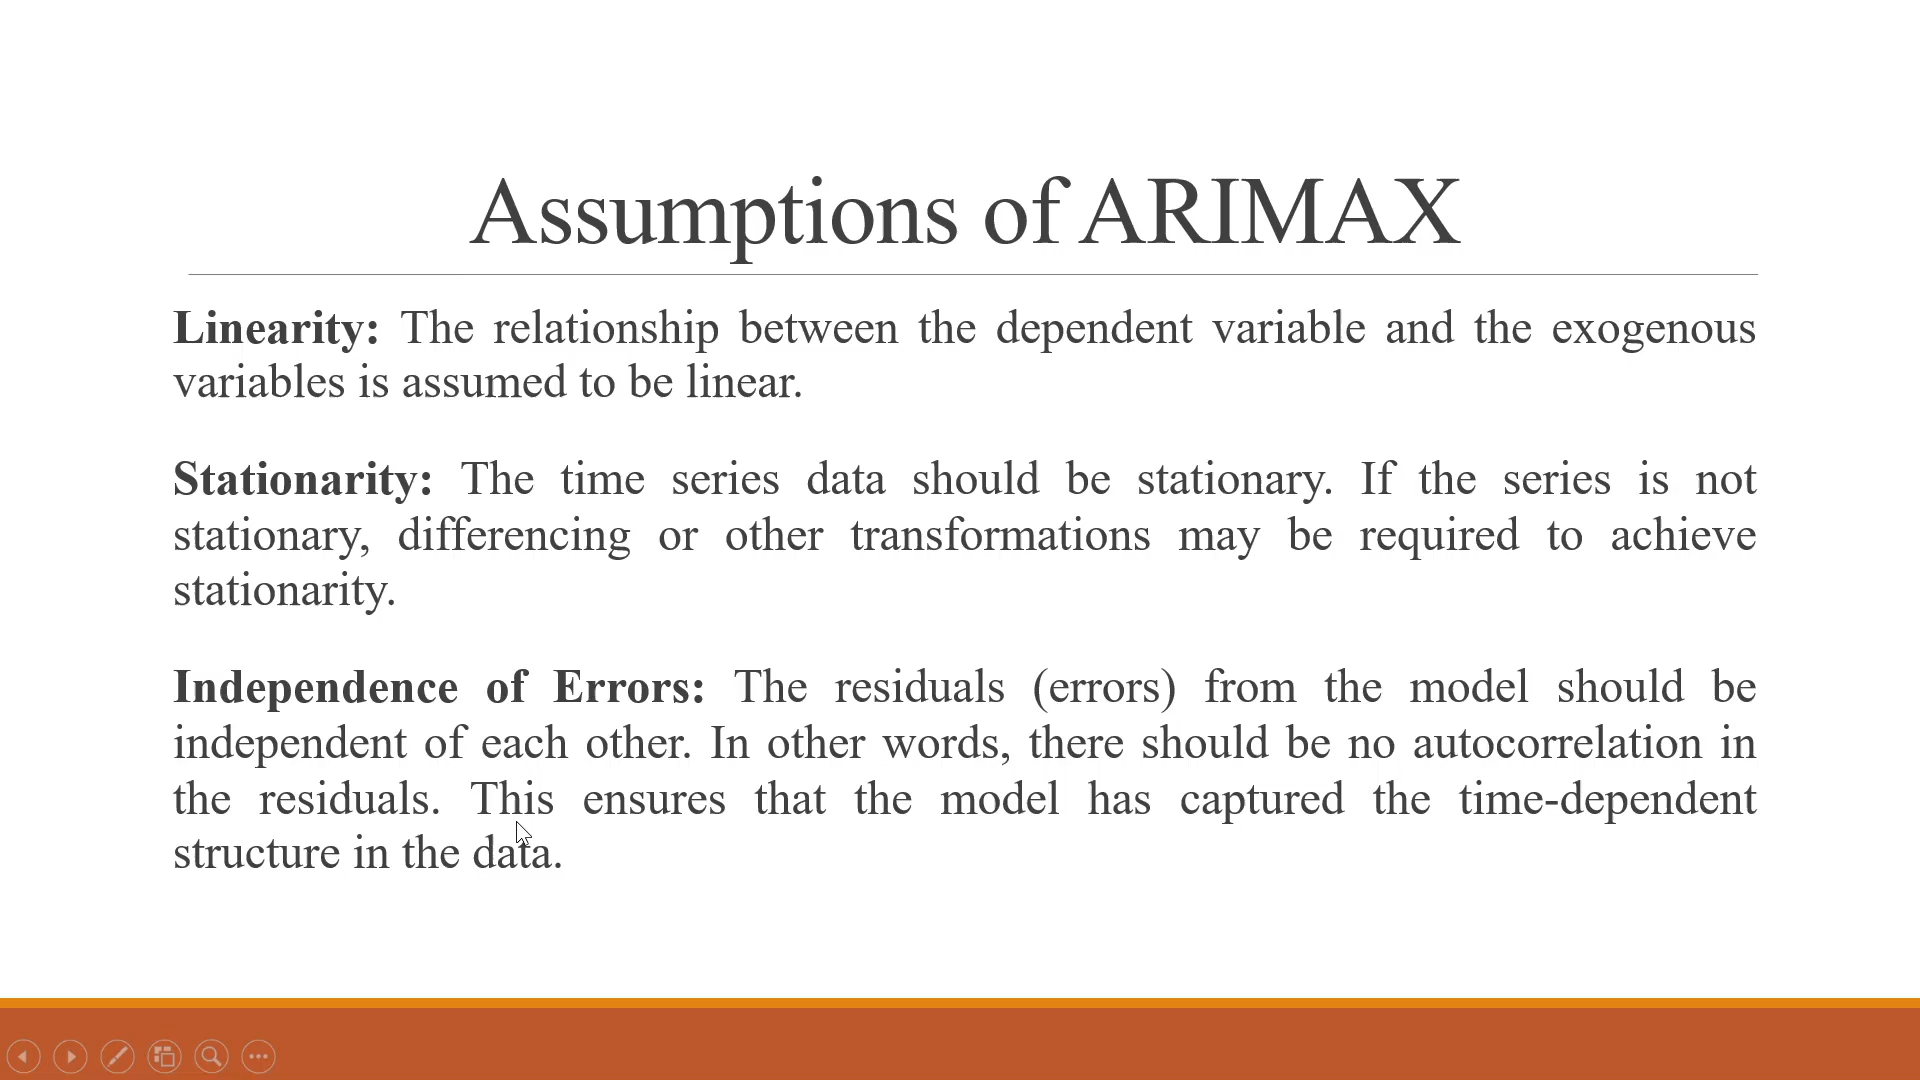 Assumptions of ARIMAX
Linearity: The relationship between the dependent variable and the exogenous
variables is assumed to be linear.
Stationarity: The time series data should be stationary. If the series is not
stationary, differencing or other transformations may be required to achieve
stationarity.
Independence of Errors: The residuals (errors) from the model should be
independent of each other. In other words, there should be no autocorrelation in
the residuals. This ensures that the model has captured the time-dependent
structure in the data.